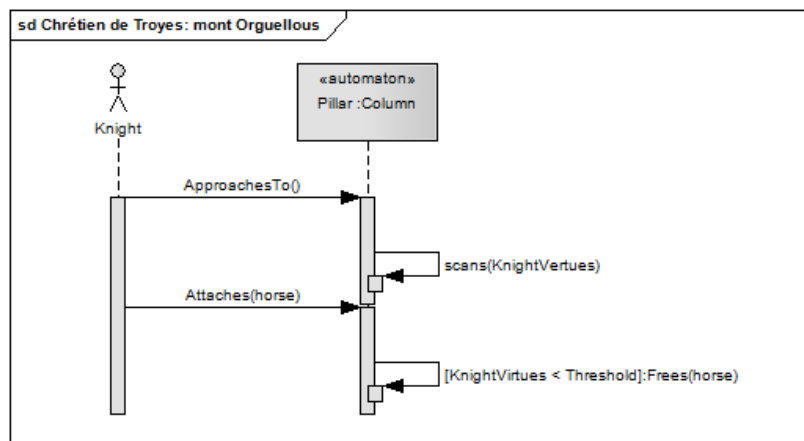 sd Chrétien de Troyes: mont Orguellous
«automaton»
Pillar :Column
Knight
ApproachesTo()
scans(KnightVertues)
Attaches(horse)
[KnightVirtues < Threshold]:Frees(horse)